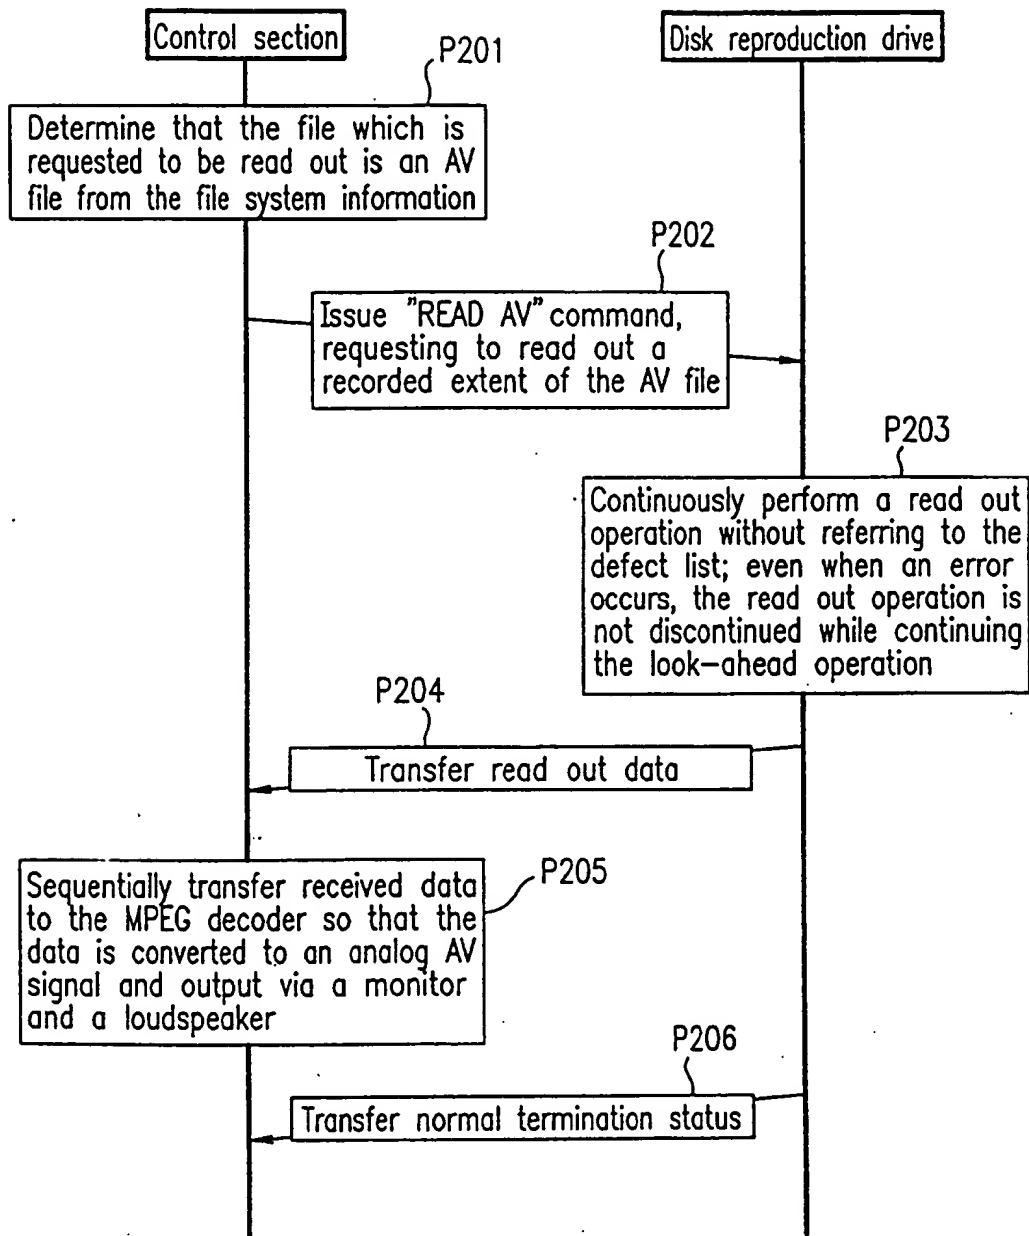 Control section
Disk reproduction drive
P201
Determine that the file which is
requested to be read out is an AV
file from the file system information
P202
Issue "READ AV" command,
requesting to read out a
recorded extent of the AV file
P203
Continuously perform a read out
operation without referring to the
defect list; even when an error
occurs, the read out operation is
not discontinued while continuing
the look-ahead operation
P204
Transfer read out data
P205
Sequentially transfer received data
to the MPEG decoder so that the
data is converted to an analog AV
signal and output via a monitor
and a loudspeaker
P206
Transfer normal termination status